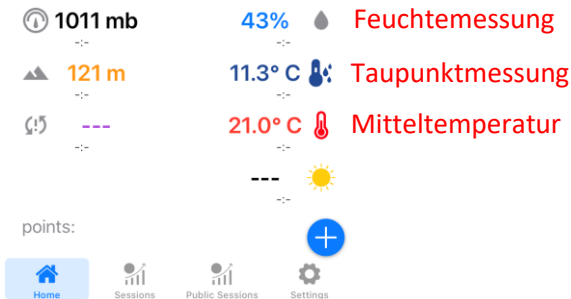 1011 mb 43% Feuchtemessung
-:- -:-
121 m 11.3° C Taupunktmessung
-:- -:-
--- 21.0° C Mitteltemperatur
-:- -:-
---
-:-
points:
Home Sessions Public Sessions Settings